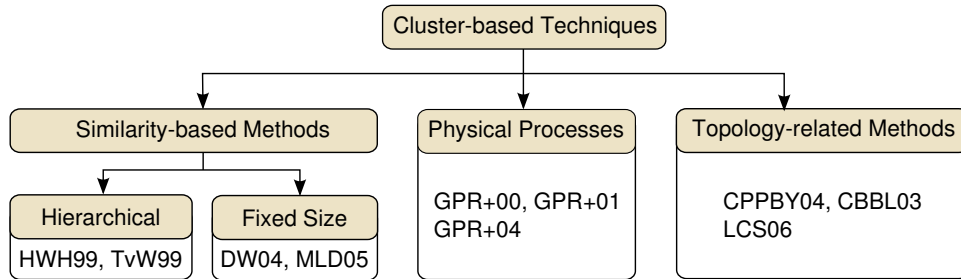 Cluster-based Techniques
Similarity-based Methods
Physical Processes
Topology-related Methods
GPR+00, GPR+01
GPR+04
CPPBY04, CBBL03
LCS06
Hierarchical
Fixed Size
HWH99, TvW99
DW04, MLD05